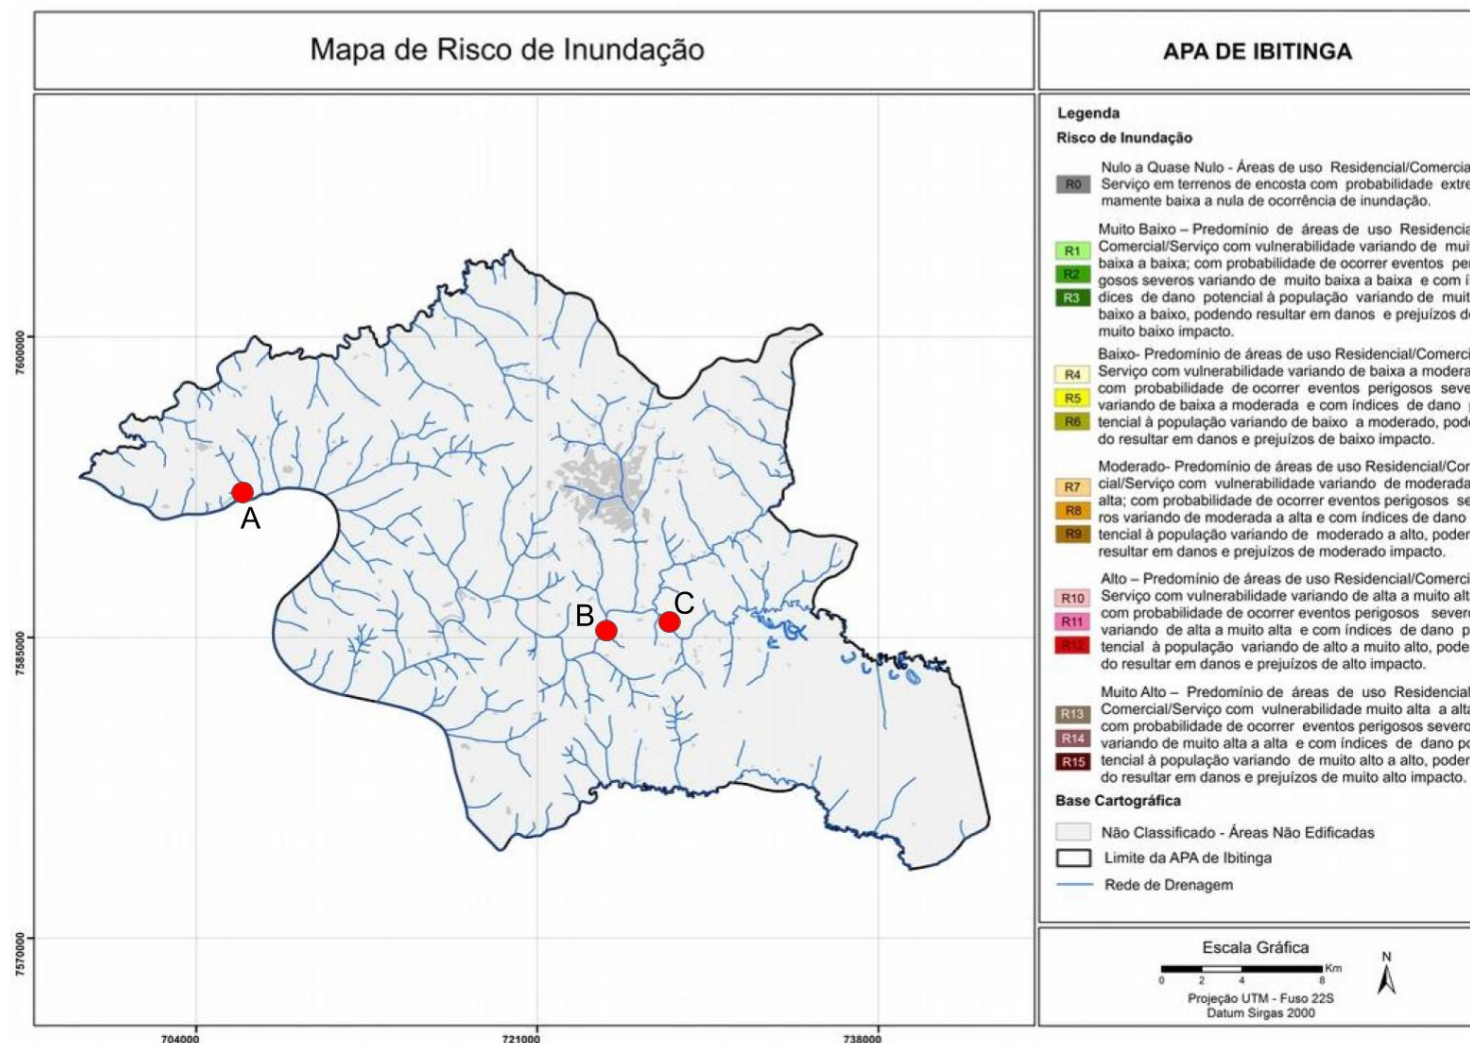 Mapa de Risco de Inundação
APA DE IBITINGA
7600000
7585000
7570000
704000
721000
738000
A
B
C
Legenda
Risco de Inundação
Nulo a Quase Nulo - Áreas de uso Residencial/Comercia
R0 Serviço em terrenos de encosta com probabilidade extre
mamente baixa a nula de ocorrência de inundação.
Muito Baixo – Predomínio de áreas de uso Residencia
R1 Comercial/Serviço com vulnerabilidade variando de mui
baixa a baixa; com probabilidade de ocorrer eventos per
R2 gosos severos variando de muito baixa a baixa e com í
R3 dices de dano potencial à população variando de muit
baixo a baixo, podendo resultar em danos e prejuízos de
muito baixo impacto.
Baixo- Predomínio de áreas de uso Residencial/Comerci
R4 Serviço com vulnerabilidade variando de baixa a modera
com probabilidade de ocorrer eventos perigosos seve
R5 variando de baixa a moderada e com índices de dano p
R6 tencial à população variando de baixo a moderado, pode
do resultar em danos e prejuízos de baixo impacto.
Moderado- Predomínio de áreas de uso Residencial/Com
R7 cial/Serviço com vulnerabilidade variando de moderada
alta; com probabilidade de ocorrer eventos perigosos se
R8 ros variando de moderada a alta e com índices de dano
R9 tencial à população variando de moderado a alto, poden
resultar em danos e prejuízos de moderado impacto.
Alto – Predomínio de áreas de uso Residencial/Comerci
R10 Serviço com vulnerabilidade variando de alta a muito alt
com probabilidade de ocorrer eventos perigosos severo
R11 variando de alta a muito alta e com índices de dano p
R12 tencial à população variando de alto a muito alto, pode
do resultar em danos e prejuízos de alto impacto.
Muito Alto – Predomínio de áreas de uso Residencial
R13 Comercial/Serviço com vulnerabilidade muito alta a alta
com probabilidade de ocorrer eventos perigosos severo
R14 variando de muito alta a alta e com índices de dano po
R15 tencial à população variando de muito alto a alto, poden
do resultar em danos e prejuízos de muito alto impacto.
Base Cartográfica
Não Classificado - Áreas Não Edificadas
Limite da APA de Ibitinga
Rede de Drenagem
Escala Gráfica
Km
0 2 4 8
N
Projeção UTM - Fuso 22S
Datum Sirgas 2000